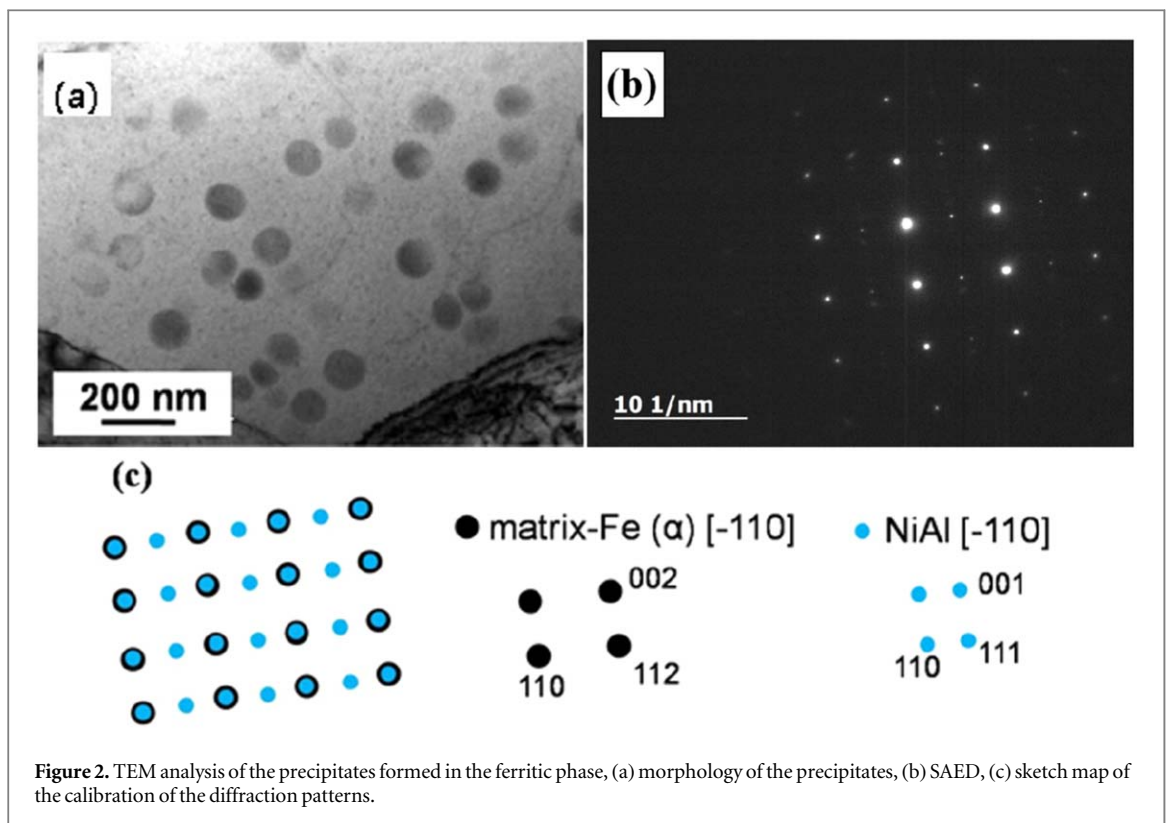 (a)
200 nm
(b)
10 1/nm
(c)
matrix-Fe (α) [-110]
002
110
112
NiAl [-110]
001
110
111
Figure 2. TEM analysis of the precipitates formed in the ferritic phase, (a) morphology of the precipitates, (b) SAED, (c) sketch map of
the calibration of the diffraction patterns.